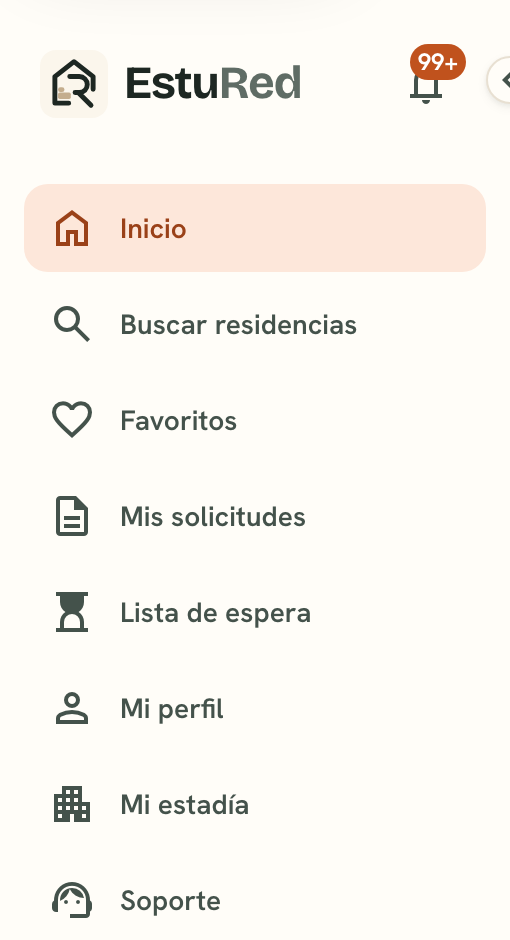 EstuRed
99+
Inicio
Buscar residencias
Favoritos
Mis solicitudes
Lista de espera
Mi perfil
Mi estadía
Soporte